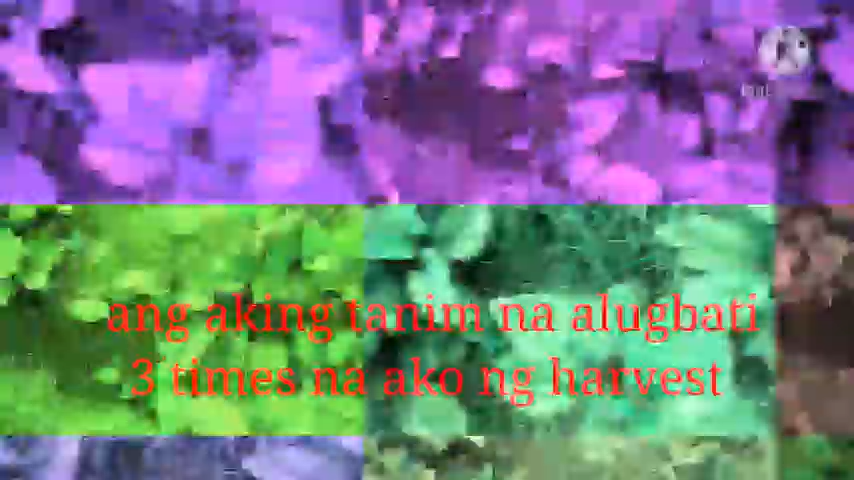 ang aking tanim na alugbati
3 times na ako ng harvest